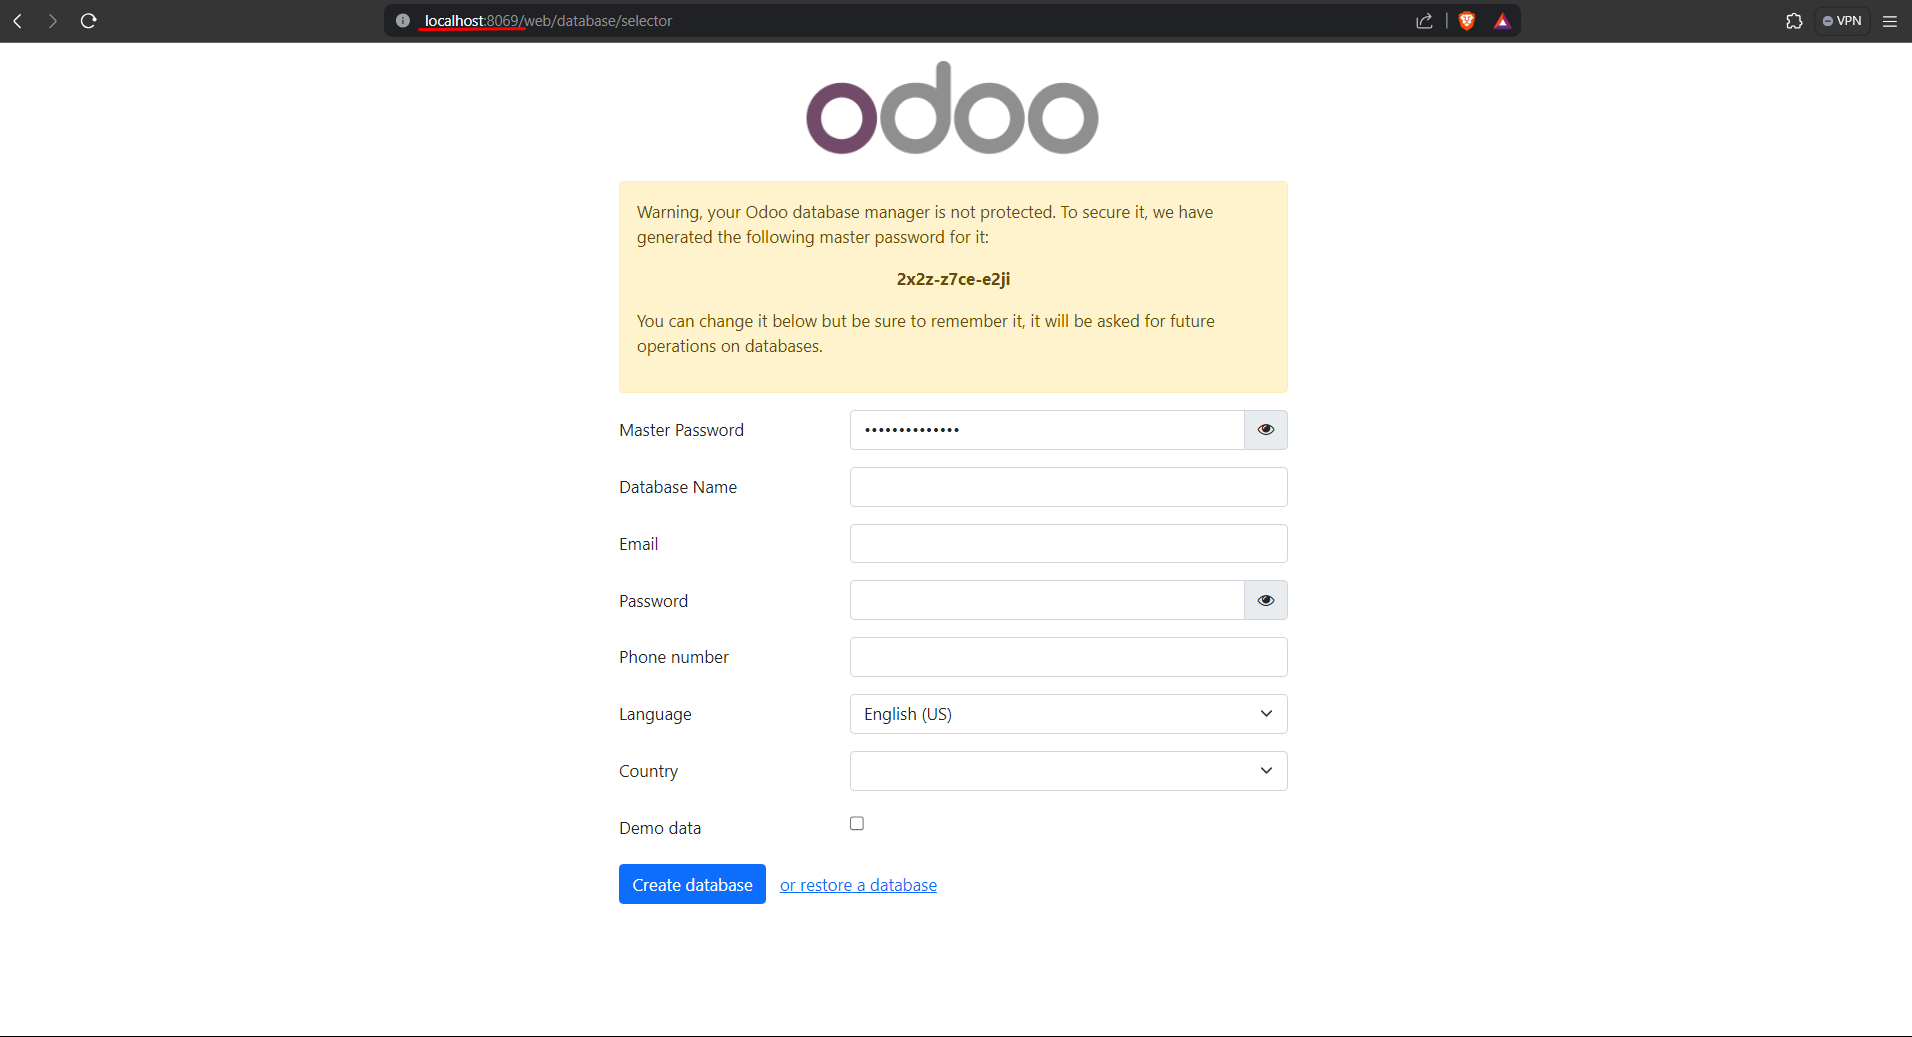 localhost:8069/web/database/selector
VPN
odoo
Warning, your Odoo database manager is not protected. To secure it, we have
generated the following master password for it:
2x2z-z7ce-e2ji
You can change it below but be sure to remember it, it will be asked for future
operations on databases.
Master Password ••••••••••••••
Database Name
Email
Password
Phone number
Language English (US)
Country
Demo data
Create database or restore a database